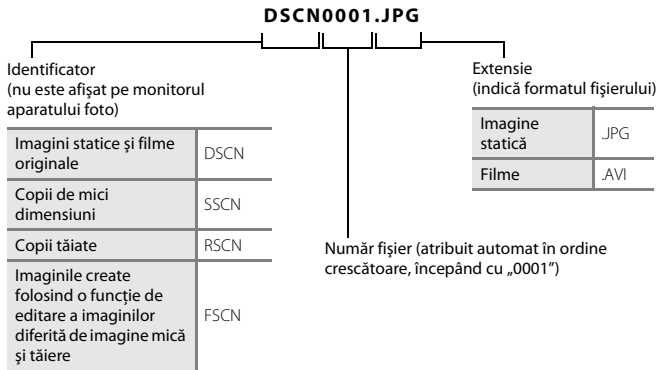 DSCN0001.JPG
Identificator
(nu este afişat pe monitorul
aparatului foto)
Imagini statice şi filme
originale
DSCN
Copii de mici
dimensiuni
SSCN
Copii tăiate
RSCN
Imaginile create
folosind o funcţie de
editare a imaginilor
diferită de imagine mică
şi tăiere
FSCN
Număr fişier (atribuit automat în ordine
crescătoare, începând cu „0001”)
Extensie
(indică formatul fişierului)
Imagine
statică
.JPG
Filme
.AVI